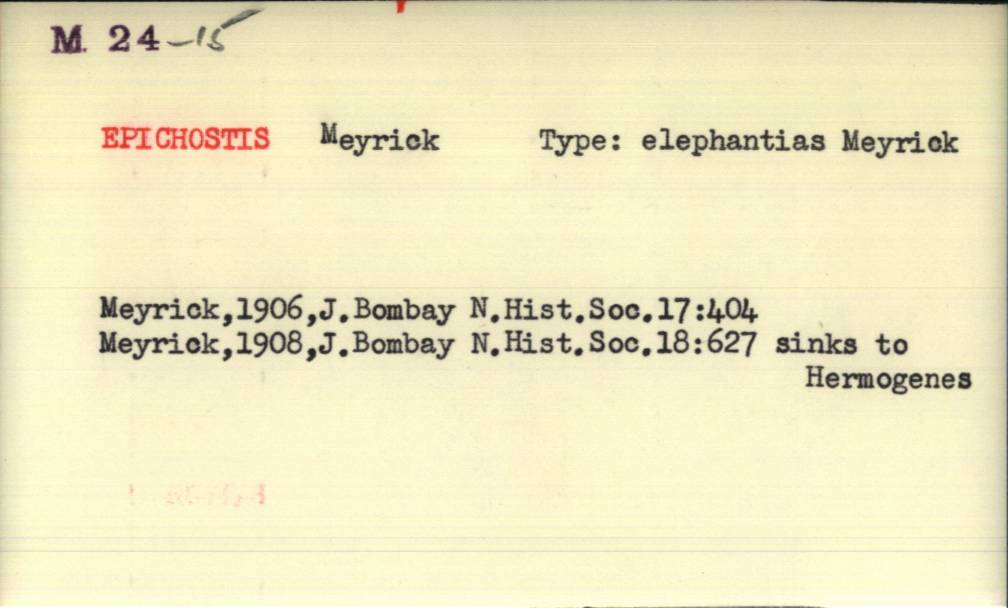 M. 24-15
EPICHOSTIS Meyrick Type: elephantias Meyrick
Meyrick,1906,J.Bombay N.Hist.Soc.17:404
Meyrick,1908,J.Bombay N.Hist.Soc.18:627 sinks to
Hermogenes